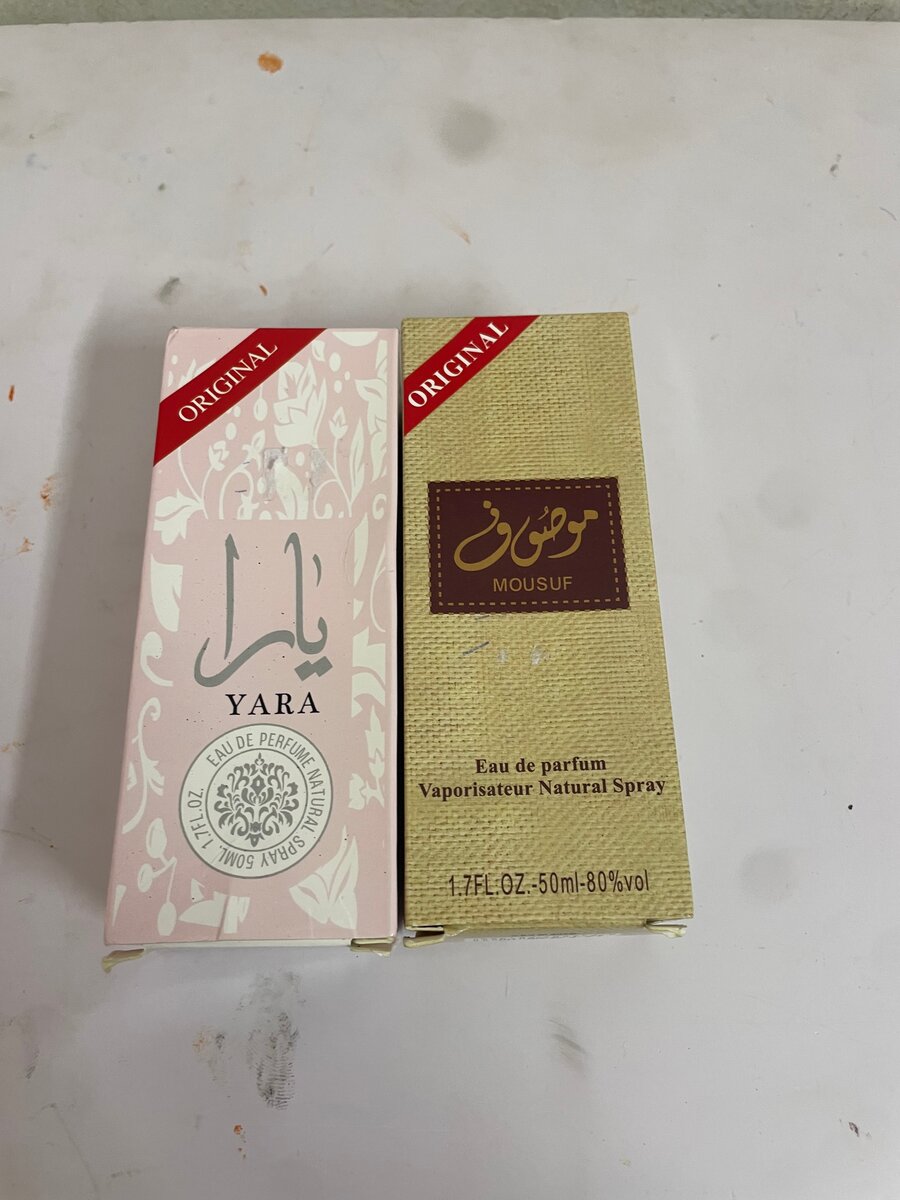 ORIGINAL
يارا
YARA
EAU DE PERFUME NATURAL SPRAY 50ML. 1.7FL.OZ.
ORIGINAL
موصوف
MOUSUF
Eau de parfum
Vaporisateur Natural Spray
1.7FL.OZ.-50ml-80%vol